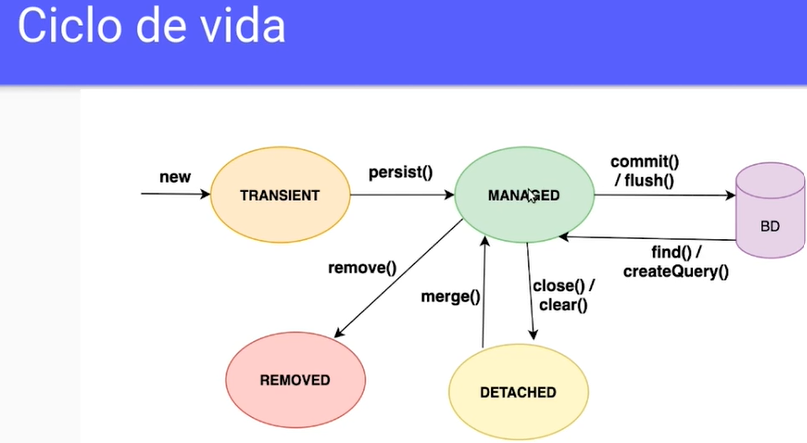 Ciclo de vida
new
TRANSIENT
persist()
MANAGED
commit()
/ flush()
BD
find() /
createQuery()
remove()
merge()
close() /
clear()
REMOVED
DETACHED